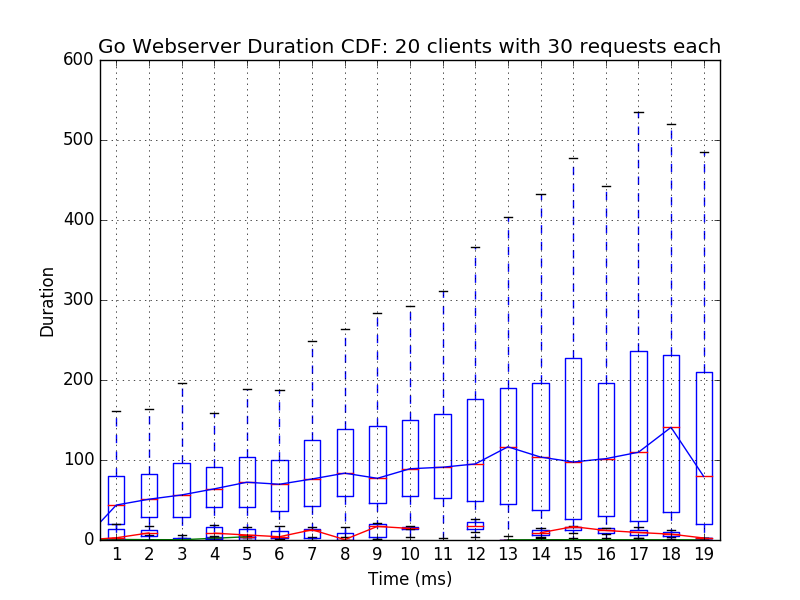 Go Webserver Duration CDF: 20 clients with 30 requests each
600
500
400
300
200
100
0
Duration
1 2 3 4 5 6 7 8 9 10 11 12 13 14 15 16 17 18 19
Time (ms)